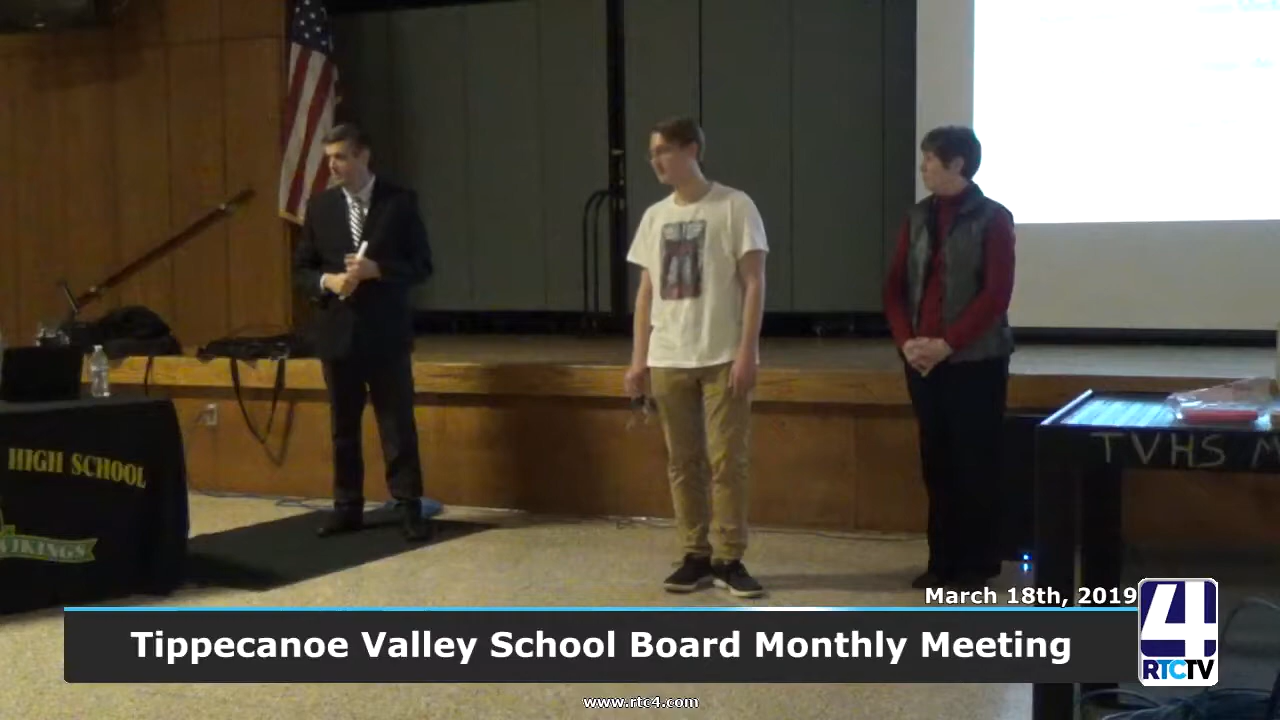 HIGH SCHOOL
VIKINGS
TVHS M
March 18th, 2019
4
RTCTV
Tippecanoe Valley School Board Monthly Meeting
www.rtc4.com